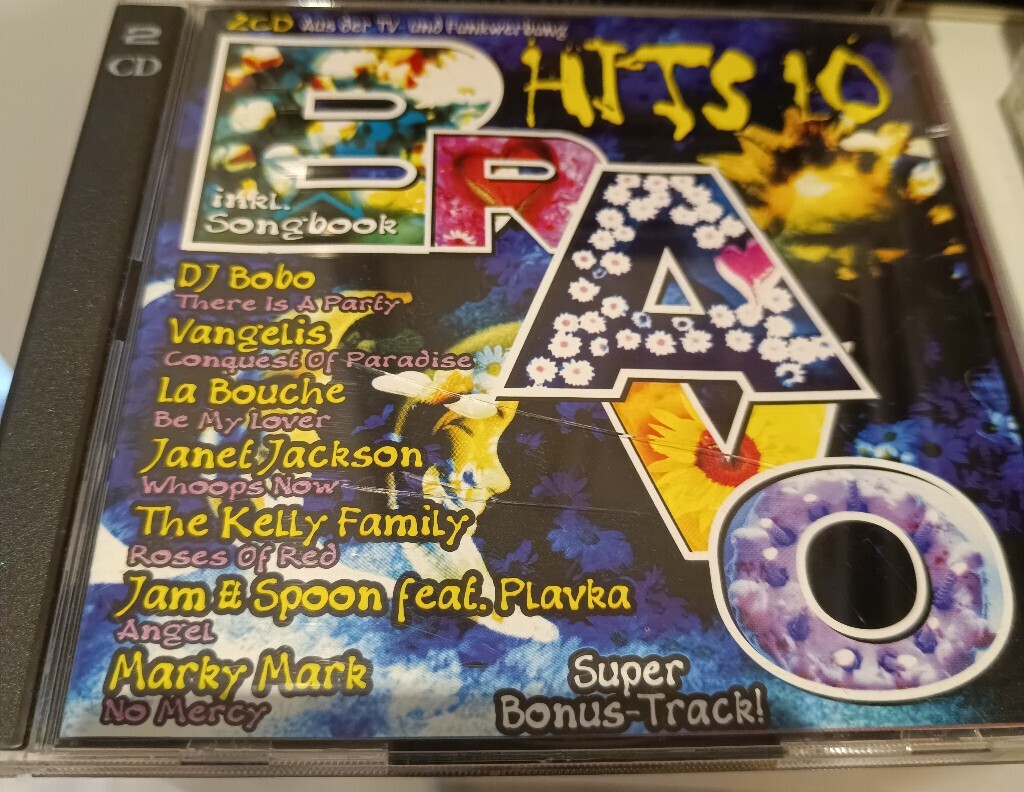 2
CD
2CD Aus der TV- und Funkwerbung
BRAVO
HITS 10
inkl.
Songbook
DJ Bobo
There Is A Party
Vangelis
Conquest Of Paradise
La Bouche
Be My Lover
Janet Jackson
Whoops Now
The Kelly Family
Roses Of Red
Jam & Spoon feat. Plavka
Angel
Marky Mark
No Mercy
Super
Bonus-Track!